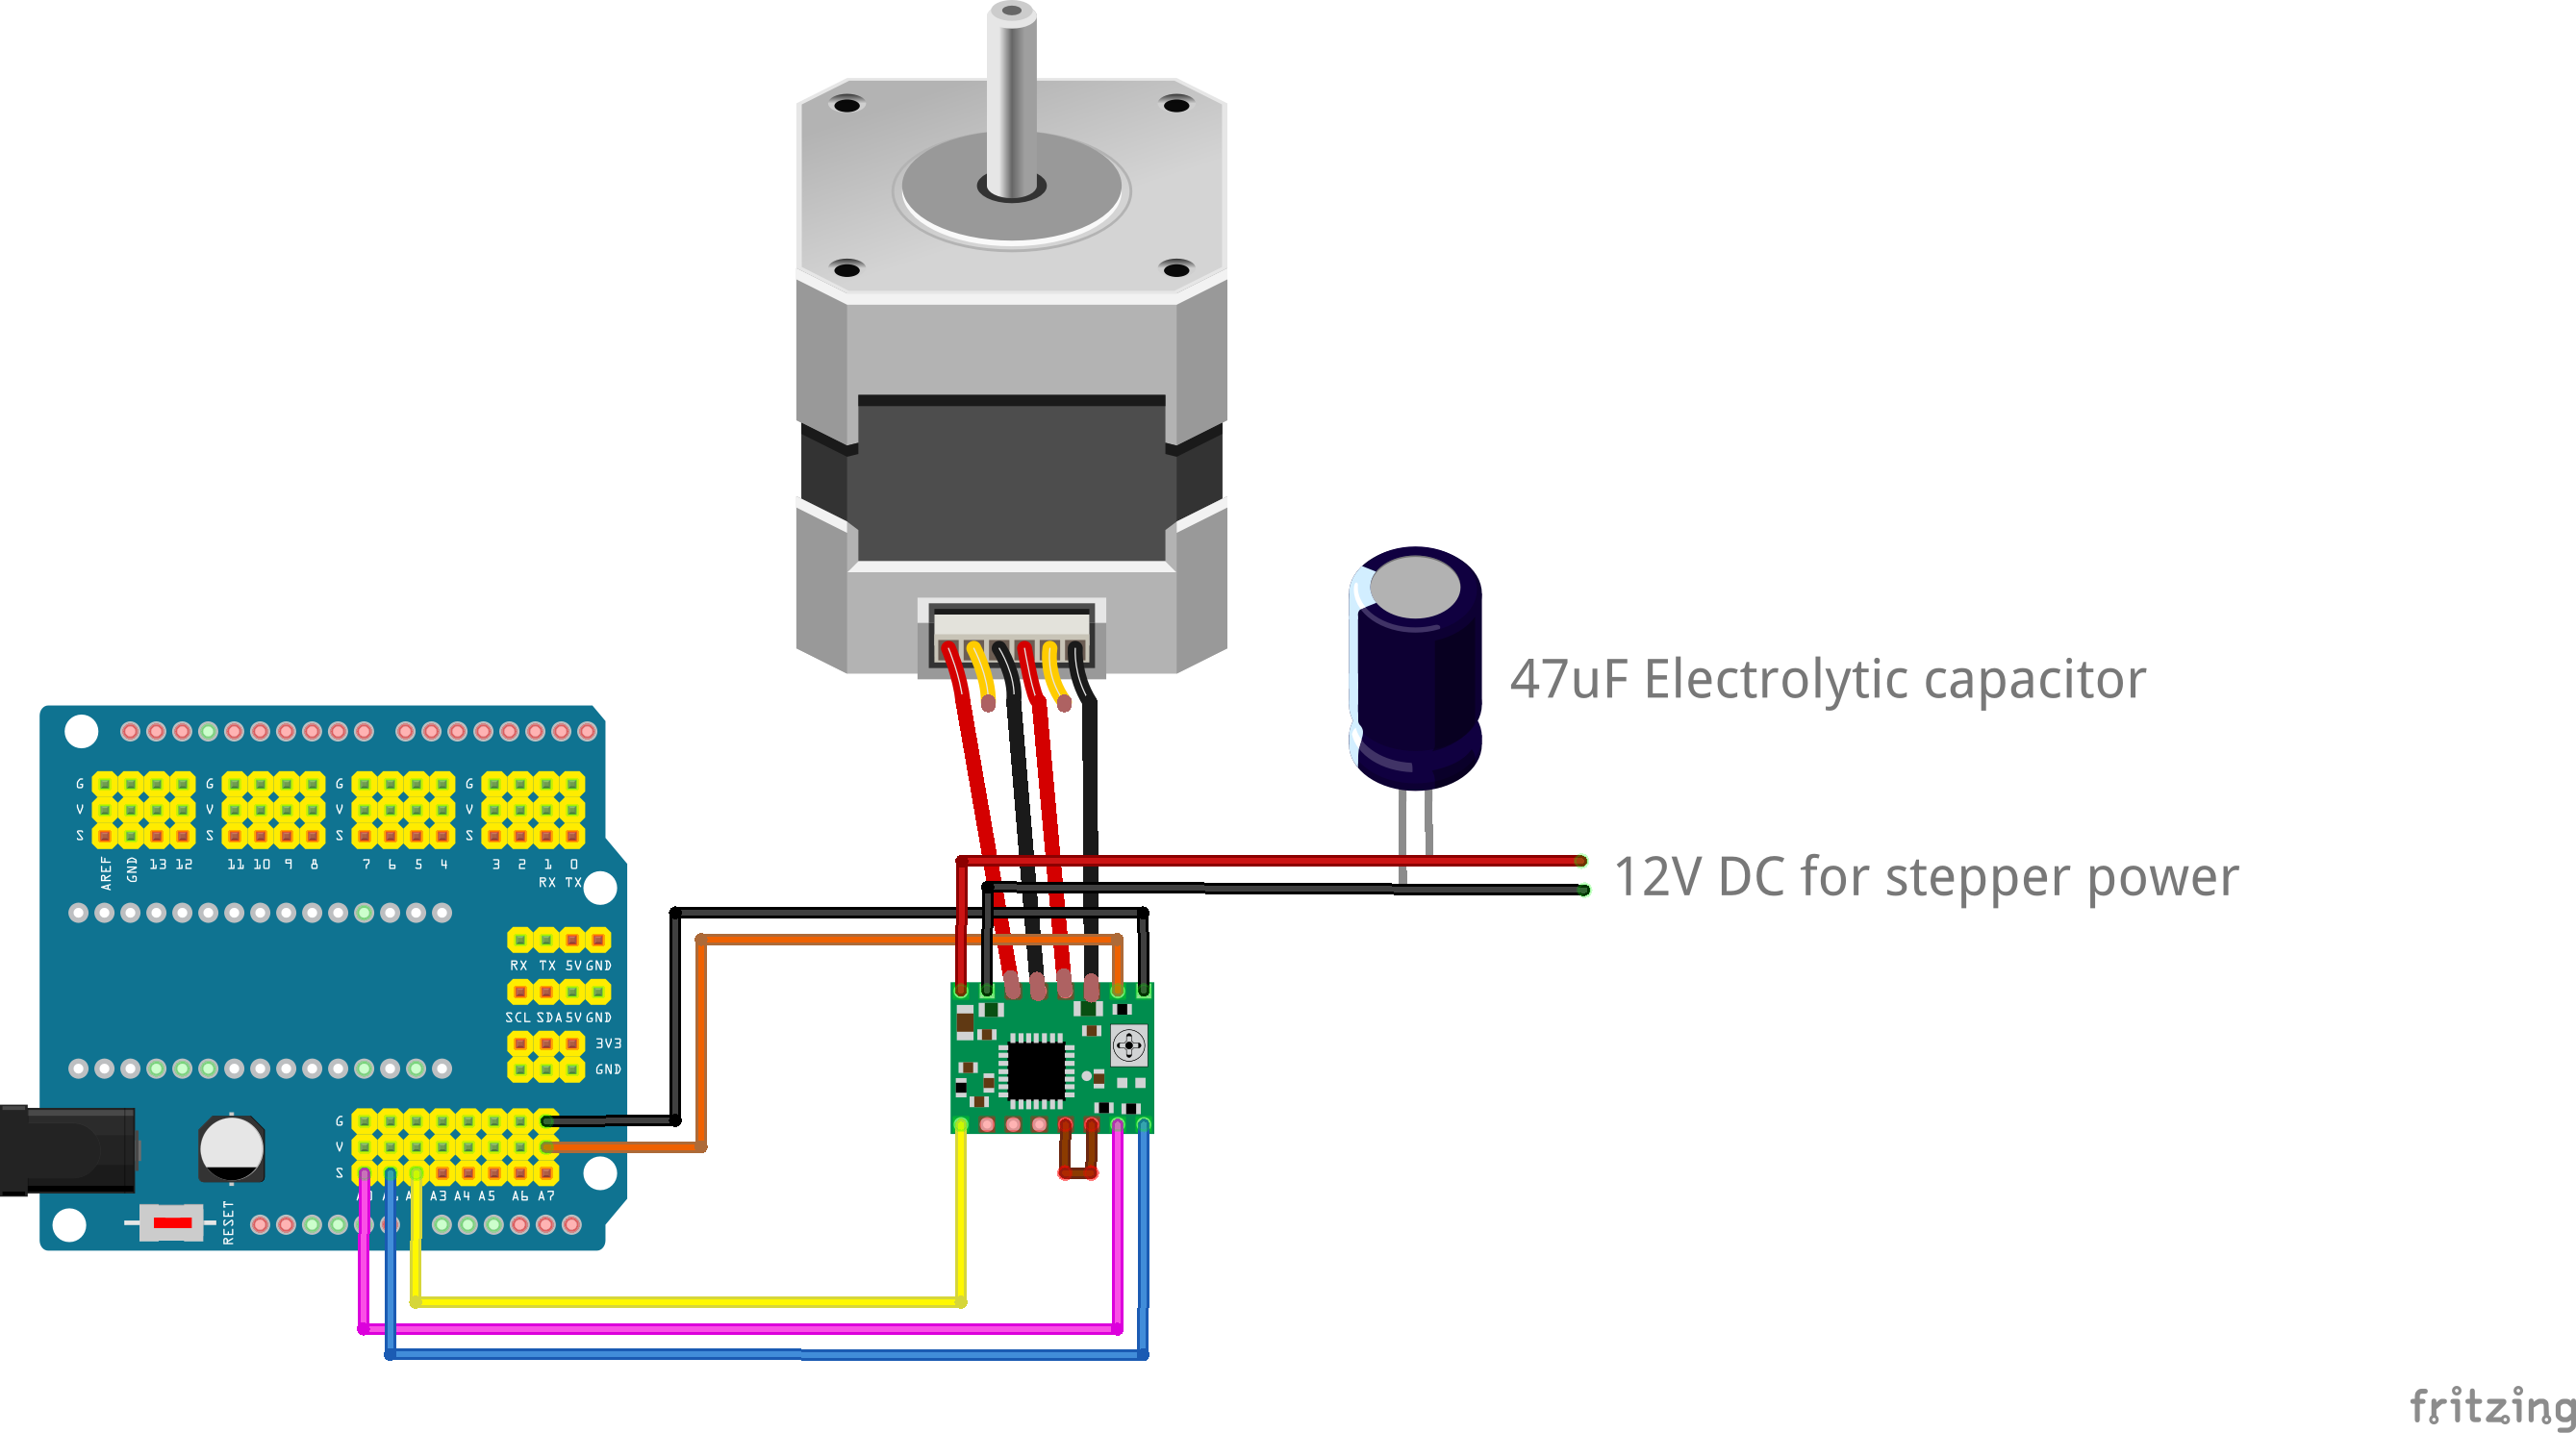 47uF Electrolytic capacitor
12V DC for stepper power
G G G G
V V V V
S S S S
AREF GND 13 12 11 10 9 8 7 6 5 4 3 2 1 0
RX TX
RX TX 5V GND
SCL SDA 5V GND
3V3
GND
G
V
S
A3 A4 A5 A6 A7
RESET
fritzing